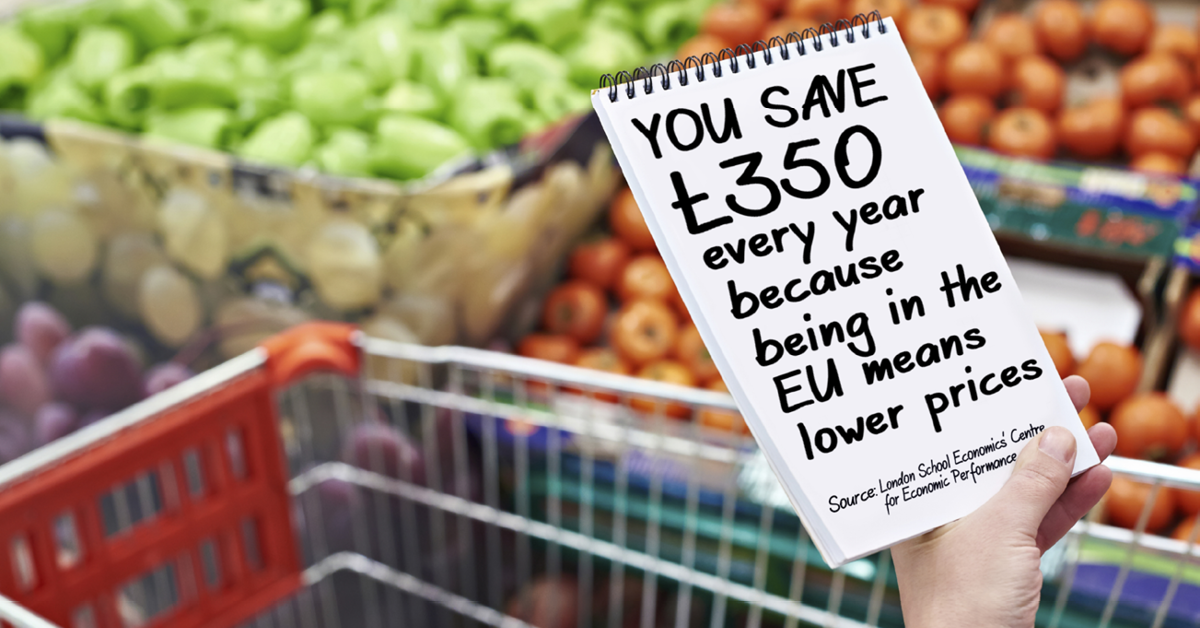 YOU SAVE
£350
every year
because
being in the
EU means
lower prices
Source: London School Economics' Centre
for Economic Performance